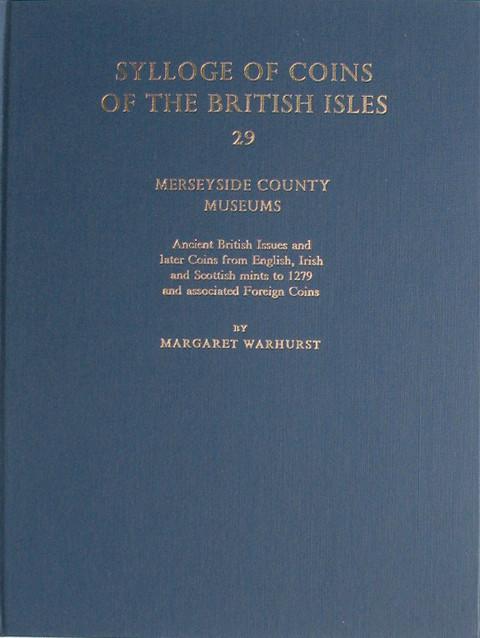 SYLLOGE OF COINS
OF THE BRITISH ISLES
29
MERSEYSIDE COUNTY
MUSEUMS
Ancient British Issues and
later Coins from English, Irish
and Scottish mints to 1279
and associated Foreign Coins
BY
MARGARET WARHURST